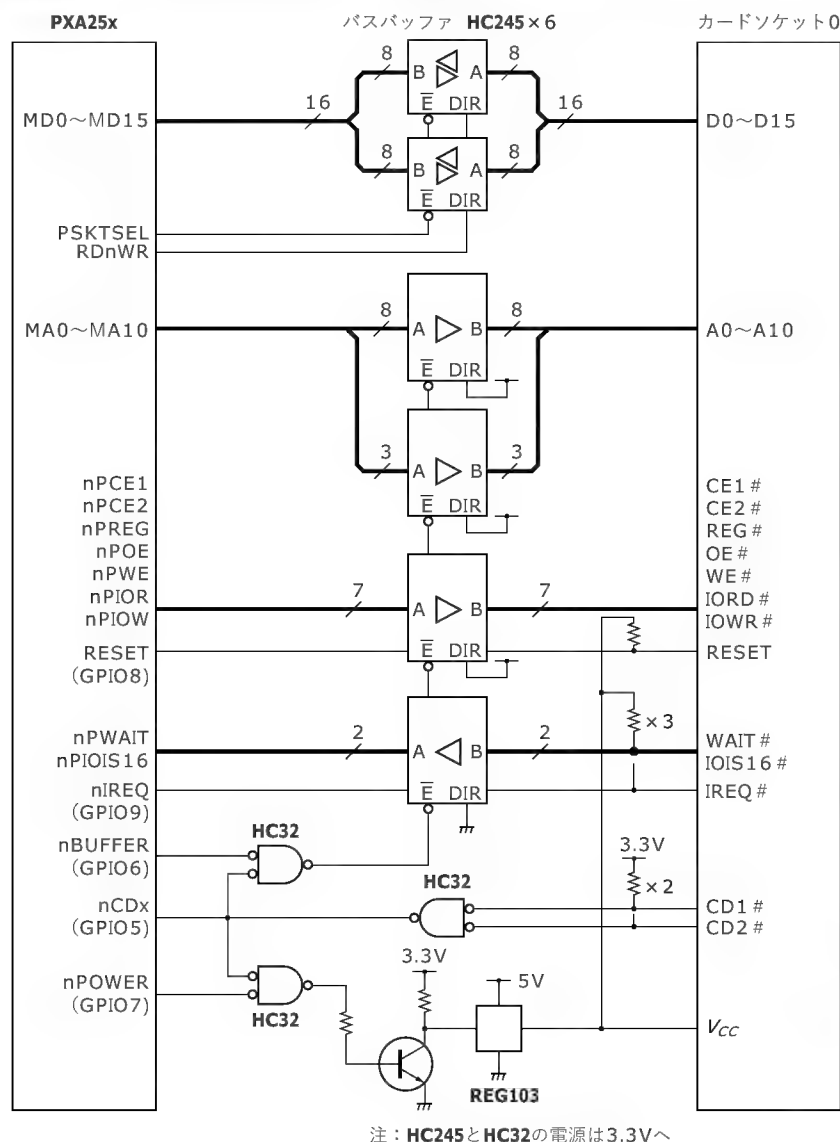 PXA25x
バスバッファ HC245×6
カードソケット0
8
B
A
8
16
E DIR
16
MD0～MD15
D0～D15
8
B
A
8
E DIR
PSKTSEL
RDnWR
8
A
B
8
MA0～MA10
A0～A10
E DIR
3
A
B
3
E DIR
nPCE1
nPCE2
nPREG
nPOE
nPWE
nPIOR
nPIOW
CE1#
CE2#
REG#
OE#
WE#
IORD#
IOWR#
7
A
B
7
E DIR
RESET
(GPIO8)
RESET
×3
nPWAIT
nPIOIS16
2
A
B
2
WAIT#
IOIS16#
nIREQ
(GPIO9)
E DIR
IREQ#
nBUFFER
(GPIO6)
HC32
3.3V
×2
nCDx
(GPIO5)
HC32
CD1#
CD2#
nPOWER
(GPIO7)
HC32
3.3V
5V
VCC
REG103
注：HC245とHC32の電源は3.3Vへ